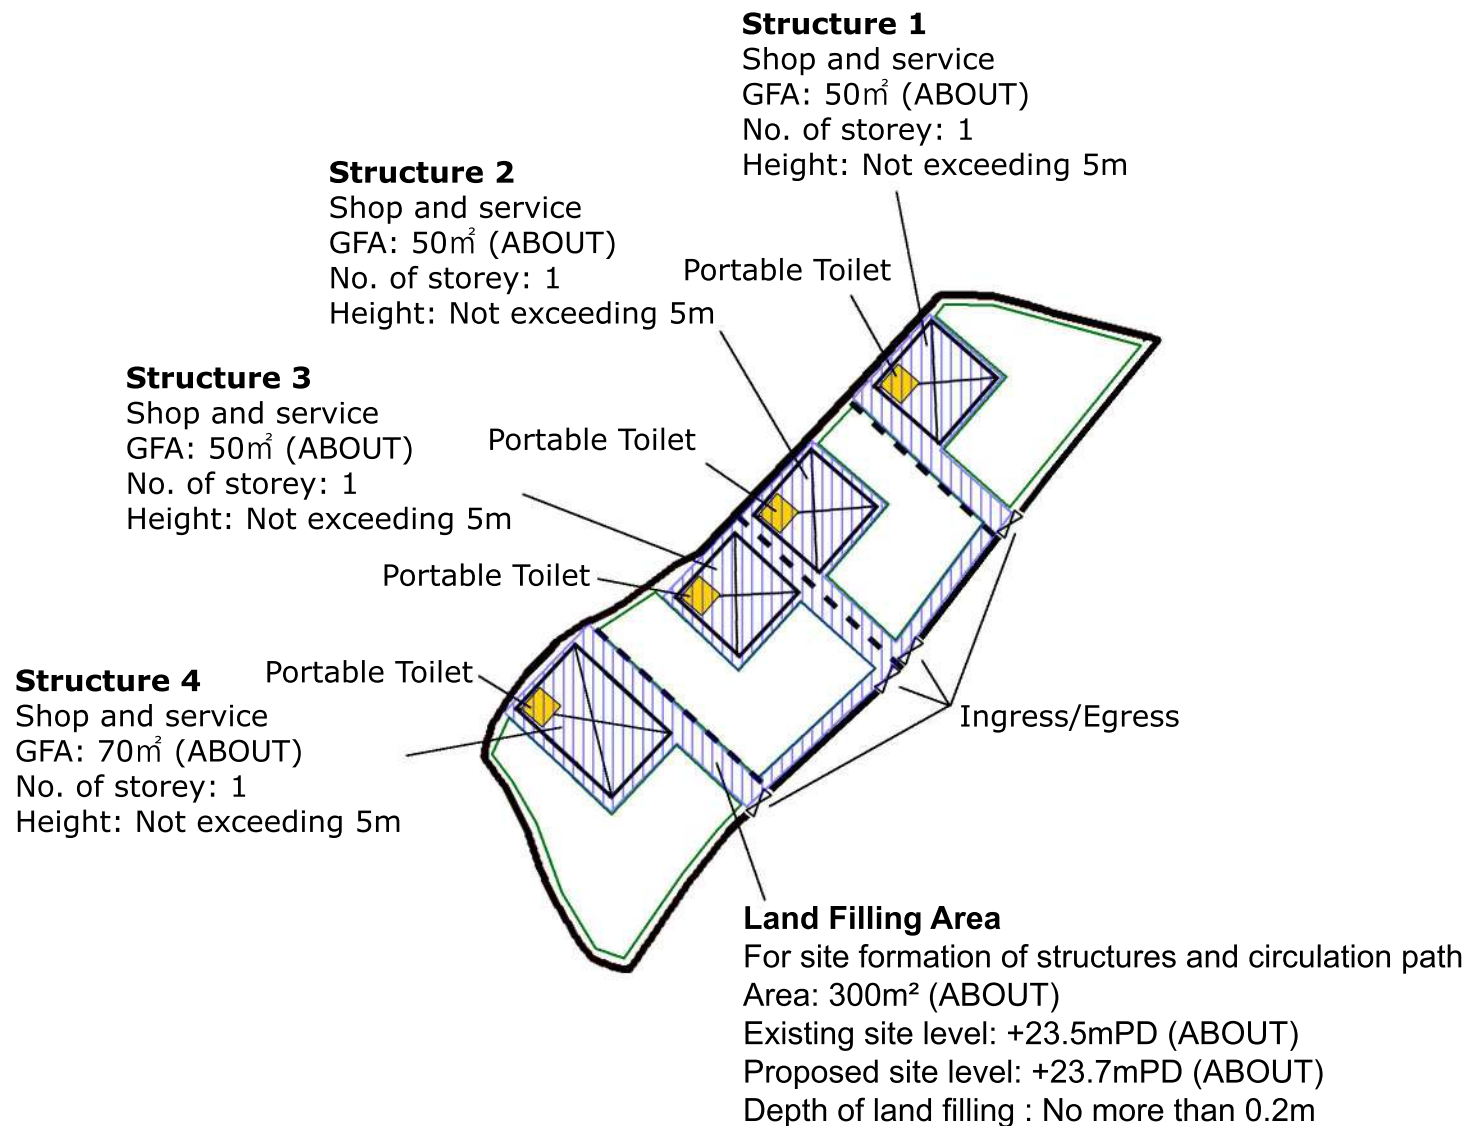 Structure 1
Shop and service
GFA: 50㎡ (ABOUT)
No. of storey: 1
Height: Not exceeding 5m
Structure 2
Shop and service
GFA: 50㎡ (ABOUT)
No. of storey: 1
Height: Not exceeding 5m
Portable Toilet
Structure 3
Shop and service
GFA: 50㎡ (ABOUT)
No. of storey: 1
Height: Not exceeding 5m
Portable Toilet
Portable Toilet
Structure 4
Shop and service
GFA: 70㎡ (ABOUT)
No. of storey: 1
Height: Not exceeding 5m
Portable Toilet
Ingress/Egress
Land Filling Area
For site formation of structures and circulation path
Area: 300m² (ABOUT)
Existing site level: +23.5mPD (ABOUT)
Proposed site level: +23.7mPD (ABOUT)
Depth of land filling : No more than 0.2m